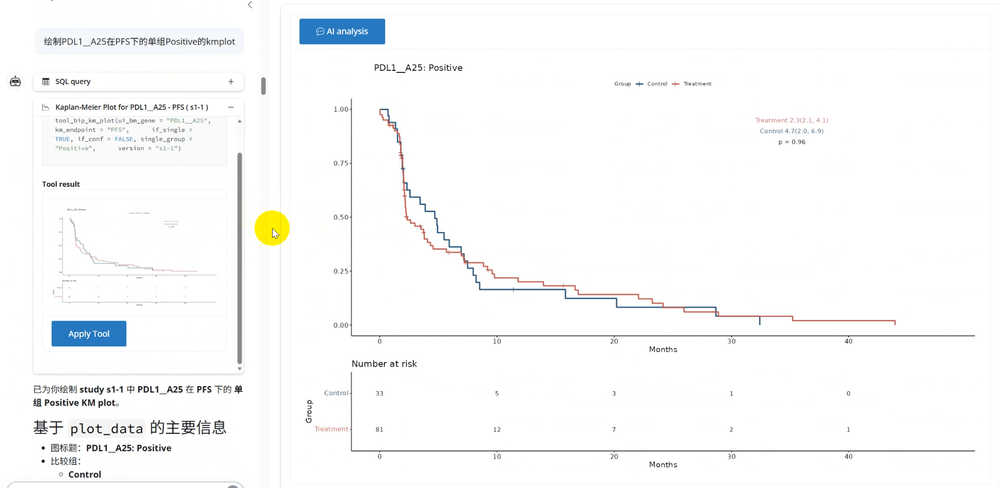 绘制PDL1__A25在PFS下的单组Positive的kmplot
SQL query
Kaplan-Meier Plot for PDL1__A25 - PFS ( s1-1 )
tool_bip_km_plot(ui_bm_gene = "PDL1__A25",
km_endpoint = "PFS", if_single =
TRUE, if_conf = FALSE, single_group =
"Positive", version = "s1-1")
Tool result
Apply Tool
已为你绘制 study s1-1 中 PDL1__A25 在 PFS 下的 单
组 Positive KM plot。
基于 plot_data 的主要信息
图标题：PDL1__A25: Positive
比较组：
Control
AI analysis
PDL1__A25: Positive
Group Control Treatment
Treatment 2.3(2.1, 4.1)
Control 4.7(2.0, 6.9)
p = 0.96
1.00
0.75
0.50
0.25
0.00
0 10 20 30 40
Months
Number at risk
Group
Control 33 5 3 1 0
Treatment 81 12 7 2 1
0 10 20 30 40
Months